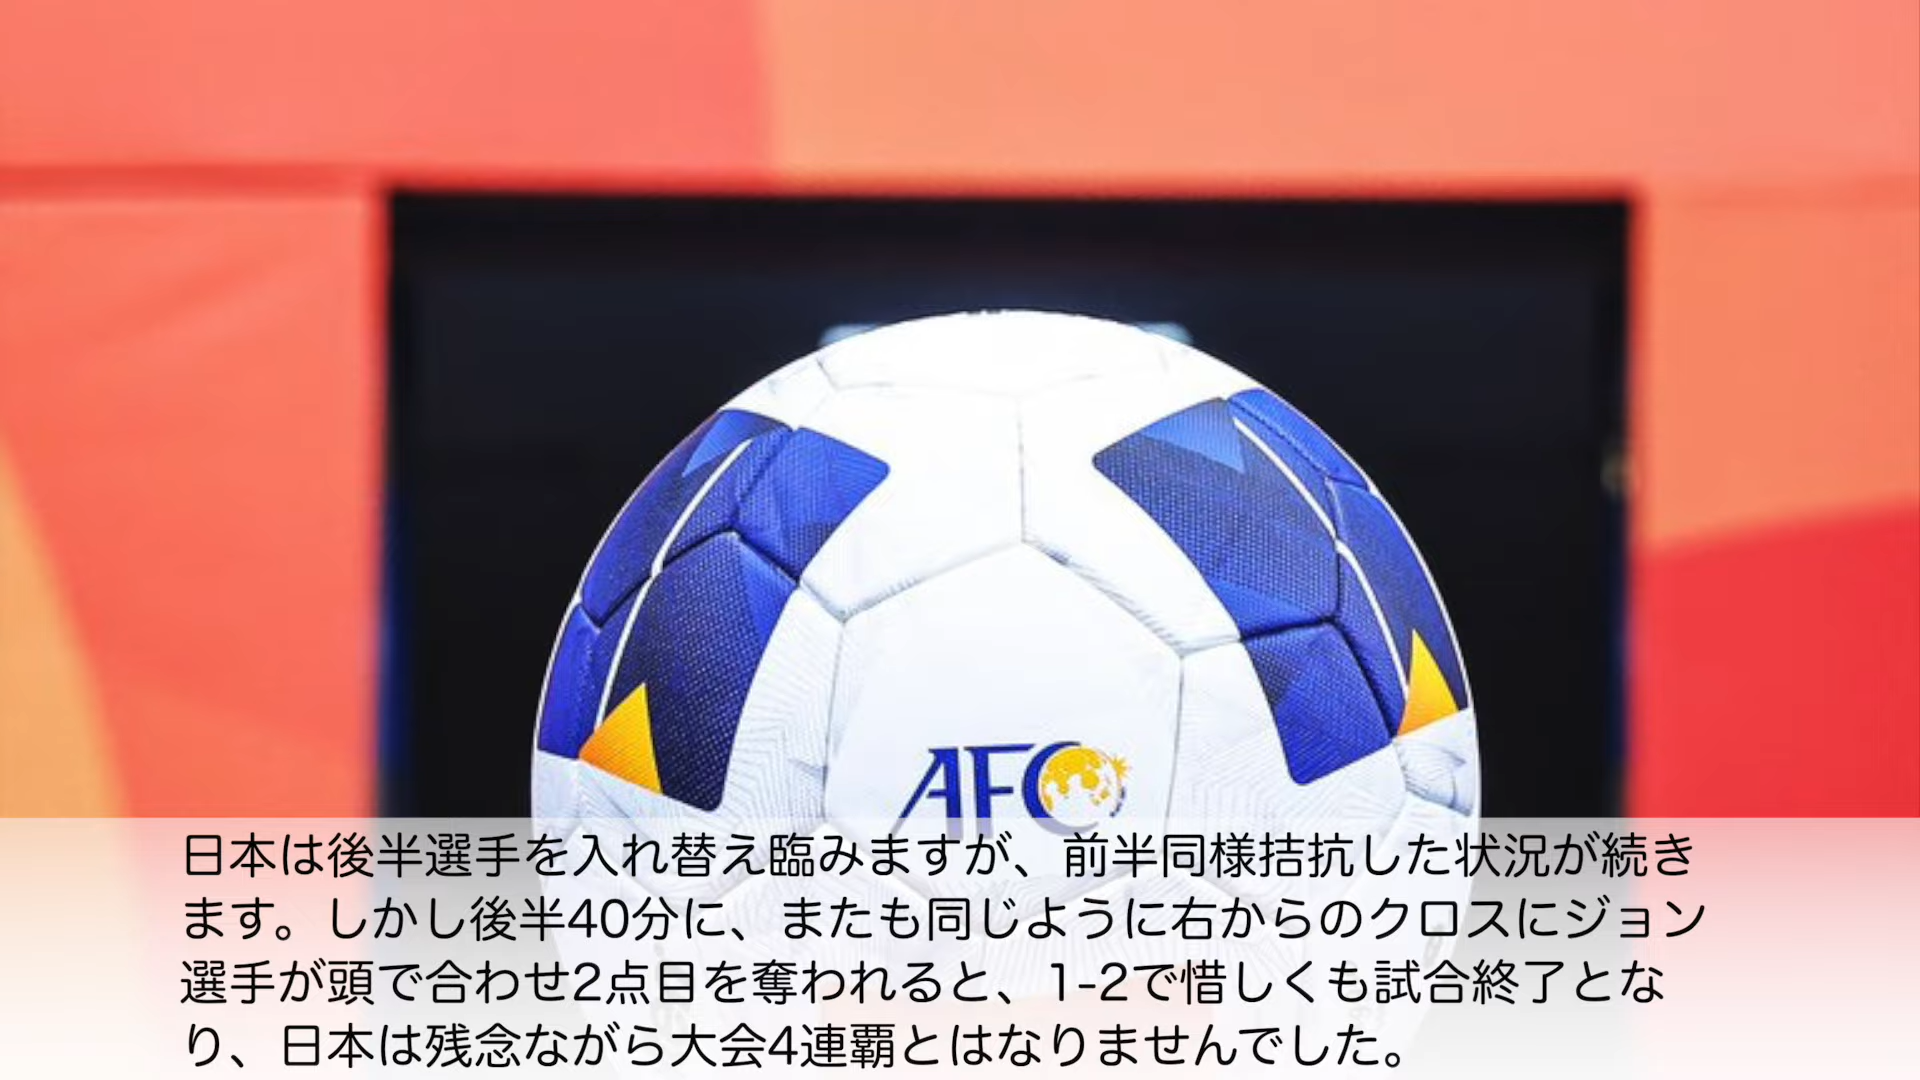 AFC
日本は後半選手を入れ替え臨みますが、前半同様拮抗した状況が続き
ます。しかし後半40分に、またも同じように右からのクロスにジョン
選手が頭で合わせ2点目を奪われると、1-2で惜しくも試合終了とな
り、日本は残念ながら大会4連覇とはなりませんでした。